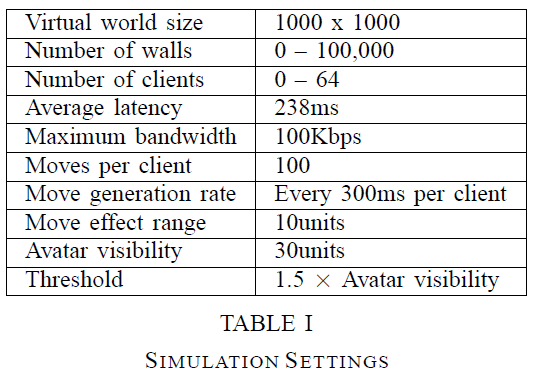 Virtual world size 1000 x 1000
Number of walls 0 – 100,000
Number of clients 0 – 64
Average latency 238ms
Maximum bandwidth 100Kbps
Moves per client 100
Move generation rate Every 300ms per client
Move effect range 10units
Avatar visibility 30units
Threshold 1.5 × Avatar visibility
TABLE I
SIMULATION SETTINGS